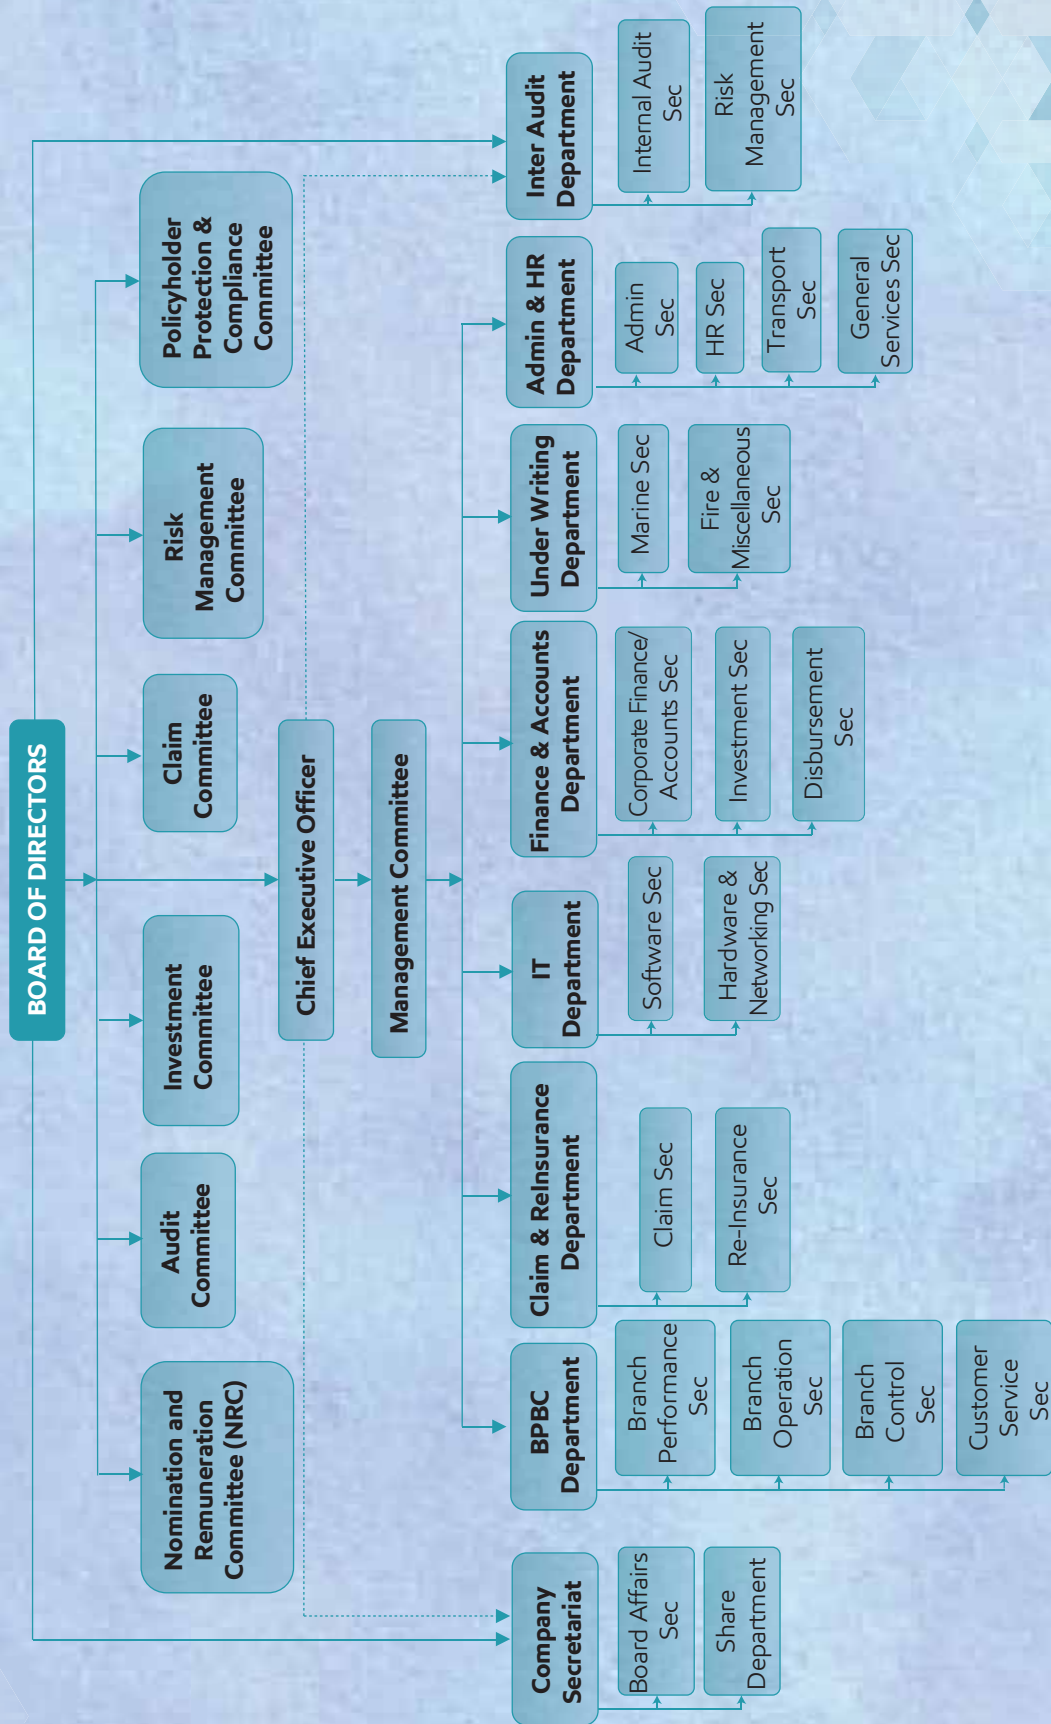 BOARD OF DIRECTORS
Nomination and
Remuneration
Committee (NRC)
Audit
Committee
Investment
Committee
Claim
Committee
Risk
Management
Committee
Policyholder
Protection &
Compliance
Committee
Chief Executive Officer
Management Committee
Company
Secretariat
Board Affairs
Sec
Share
Department
BPBC
Department
Branch
Performance
Sec
Branch
Operation
Sec
Branch
Control
Sec
Customer
Service
Sec
Claim & ReInsurance
Department
Claim Sec
Re-Insurance
Sec
IT
Department
Software Sec
Hardware &
Networking Sec
Finance & Accounts
Department
Corporate Finance/
Accounts Sec
Investment Sec
Disbursement
Sec
Under Writing
Department
Marine Sec
Fire &
Miscellaneous
Sec
Admin & HR
Department
Admin
Sec
HR Sec
Transport
Sec
General
Services Sec
Inter Audit
Department
Internal Audit
Sec
Risk
Management
Sec